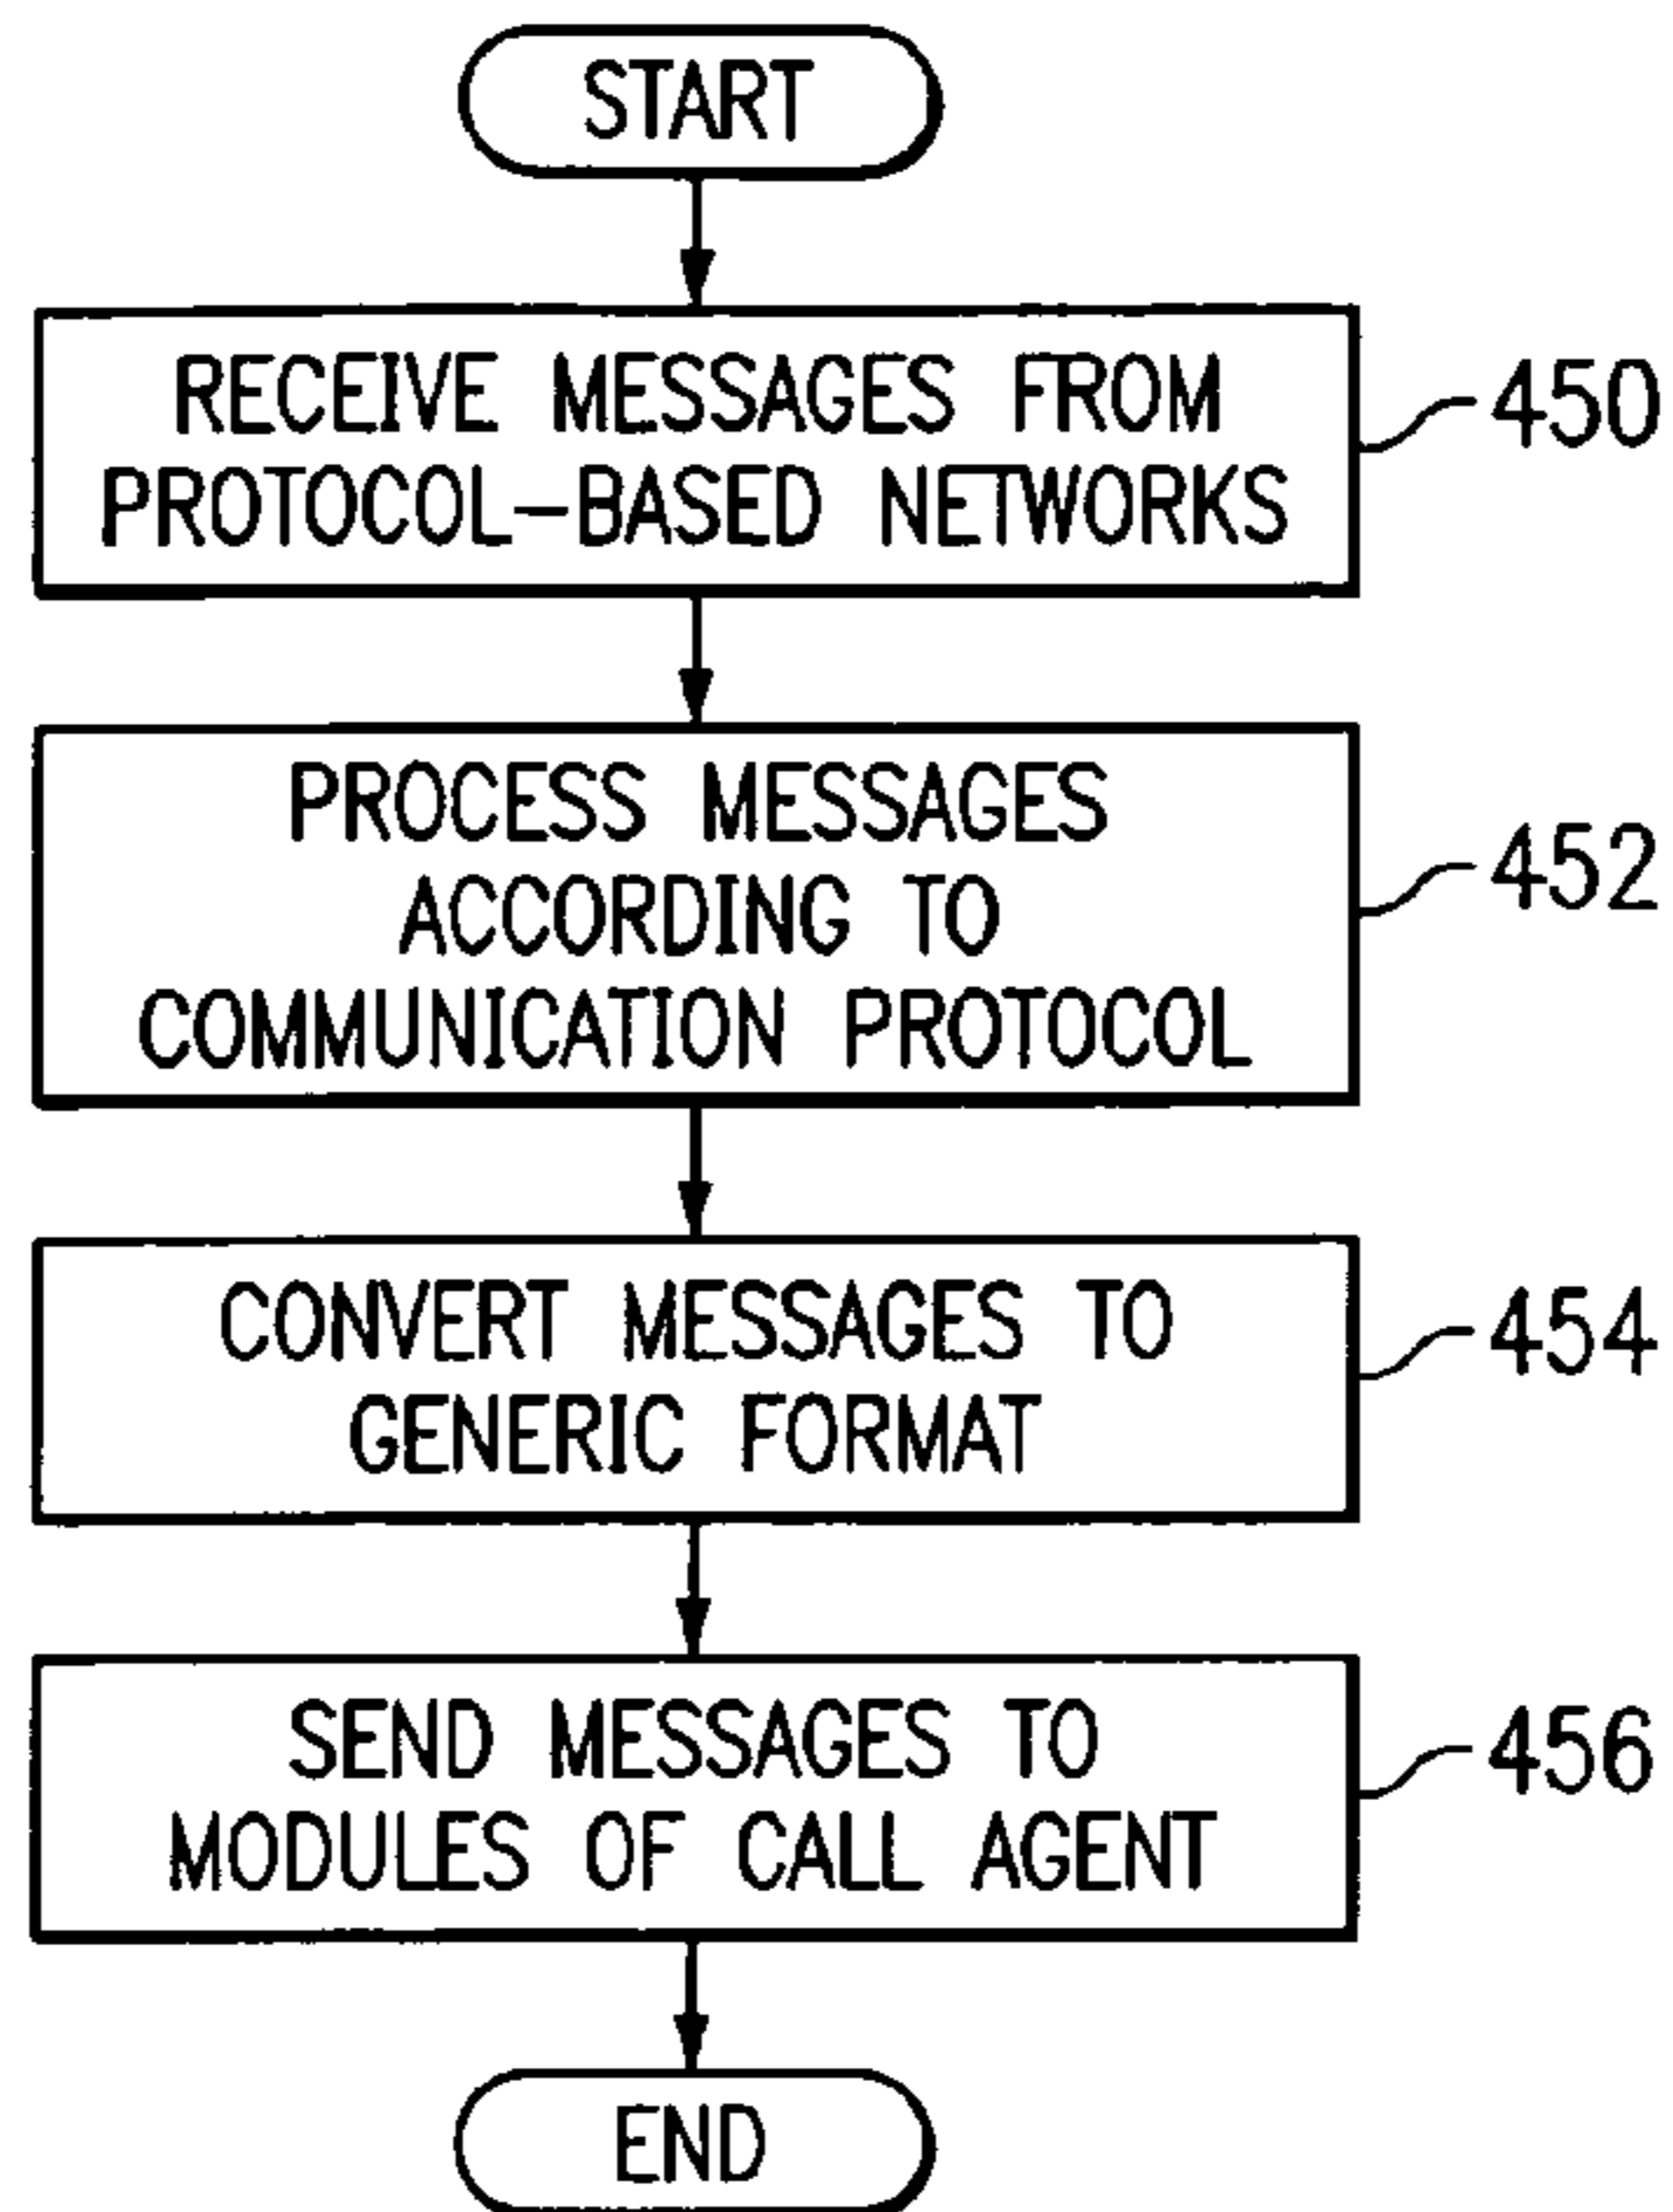 START
RECEIVE MESSAGES FROM
PROTOCOL-BASED NETWORKS
450
PROCESS MESSAGES
ACCORDING TO
COMMUNICATION PROTOCOL
452
CONVERT MESSAGES TO
GENERIC FORMAT
454
SEND MESSAGES TO
MODULES OF CALL AGENT
456
END